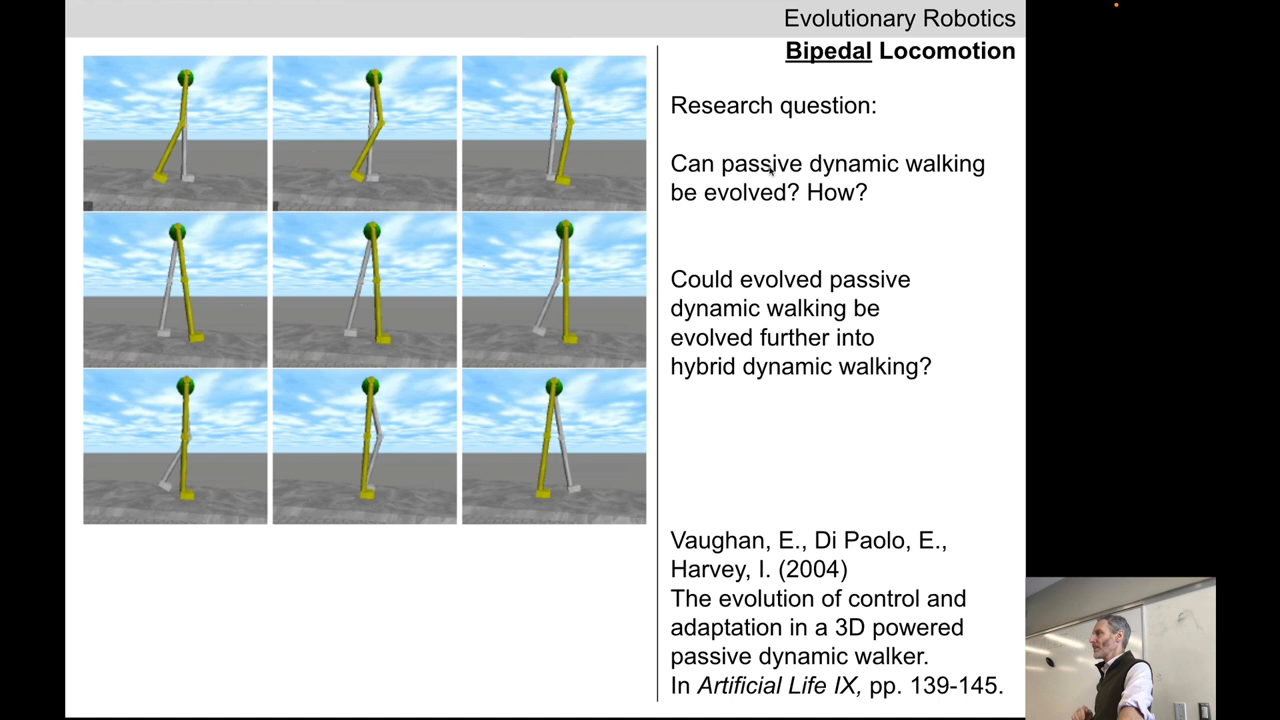 Evolutionary Robotics
Bipedal Locomotion
Research question:
Can passive dynamic walking
be evolved? How?
Could evolved passive
dynamic walking be
evolved further into
hybrid dynamic walking?
Vaughan, E., Di Paolo, E.,
Harvey, I. (2004)
The evolution of control and
adaptation in a 3D powered
passive dynamic walker.
In Artificial Life IX, pp. 139-145.